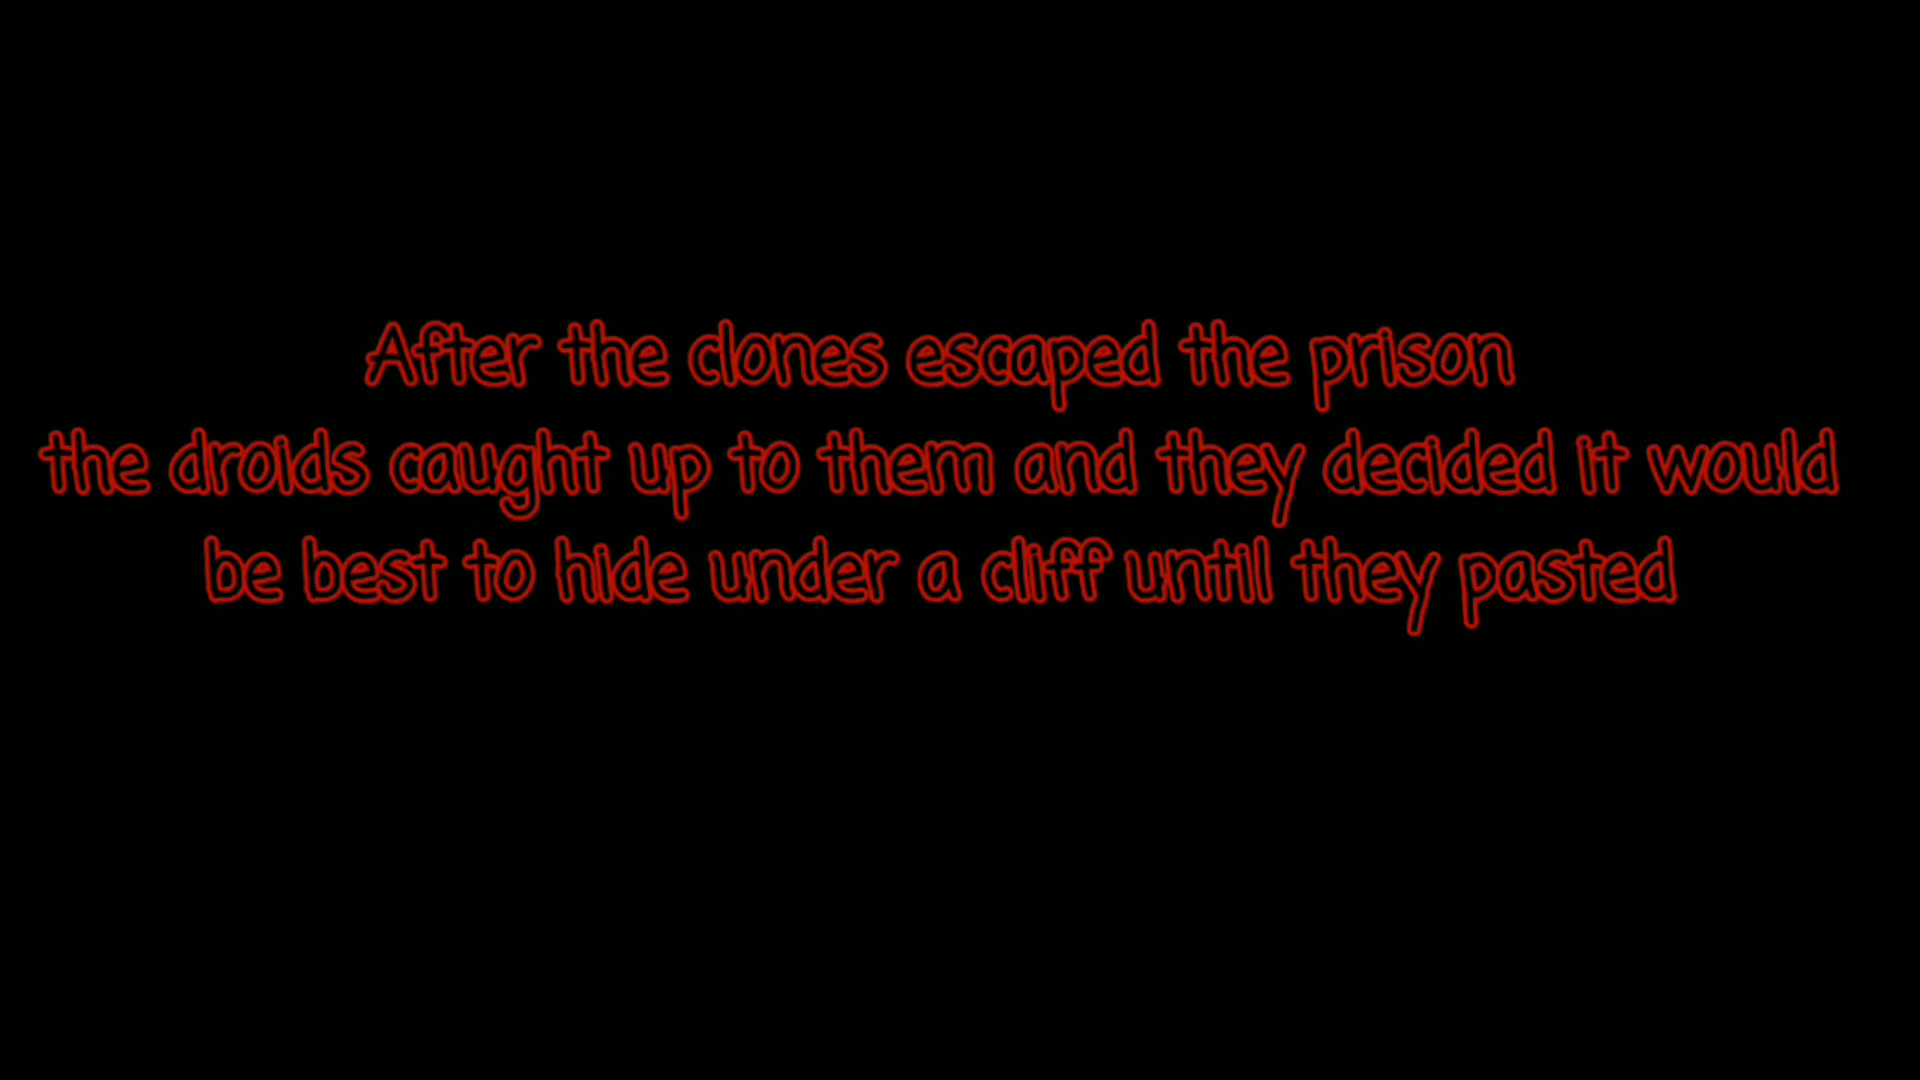 After the clones escaped the prison
the droids caught up to them and they decided it would
be best to hide under a cliff until they pasted